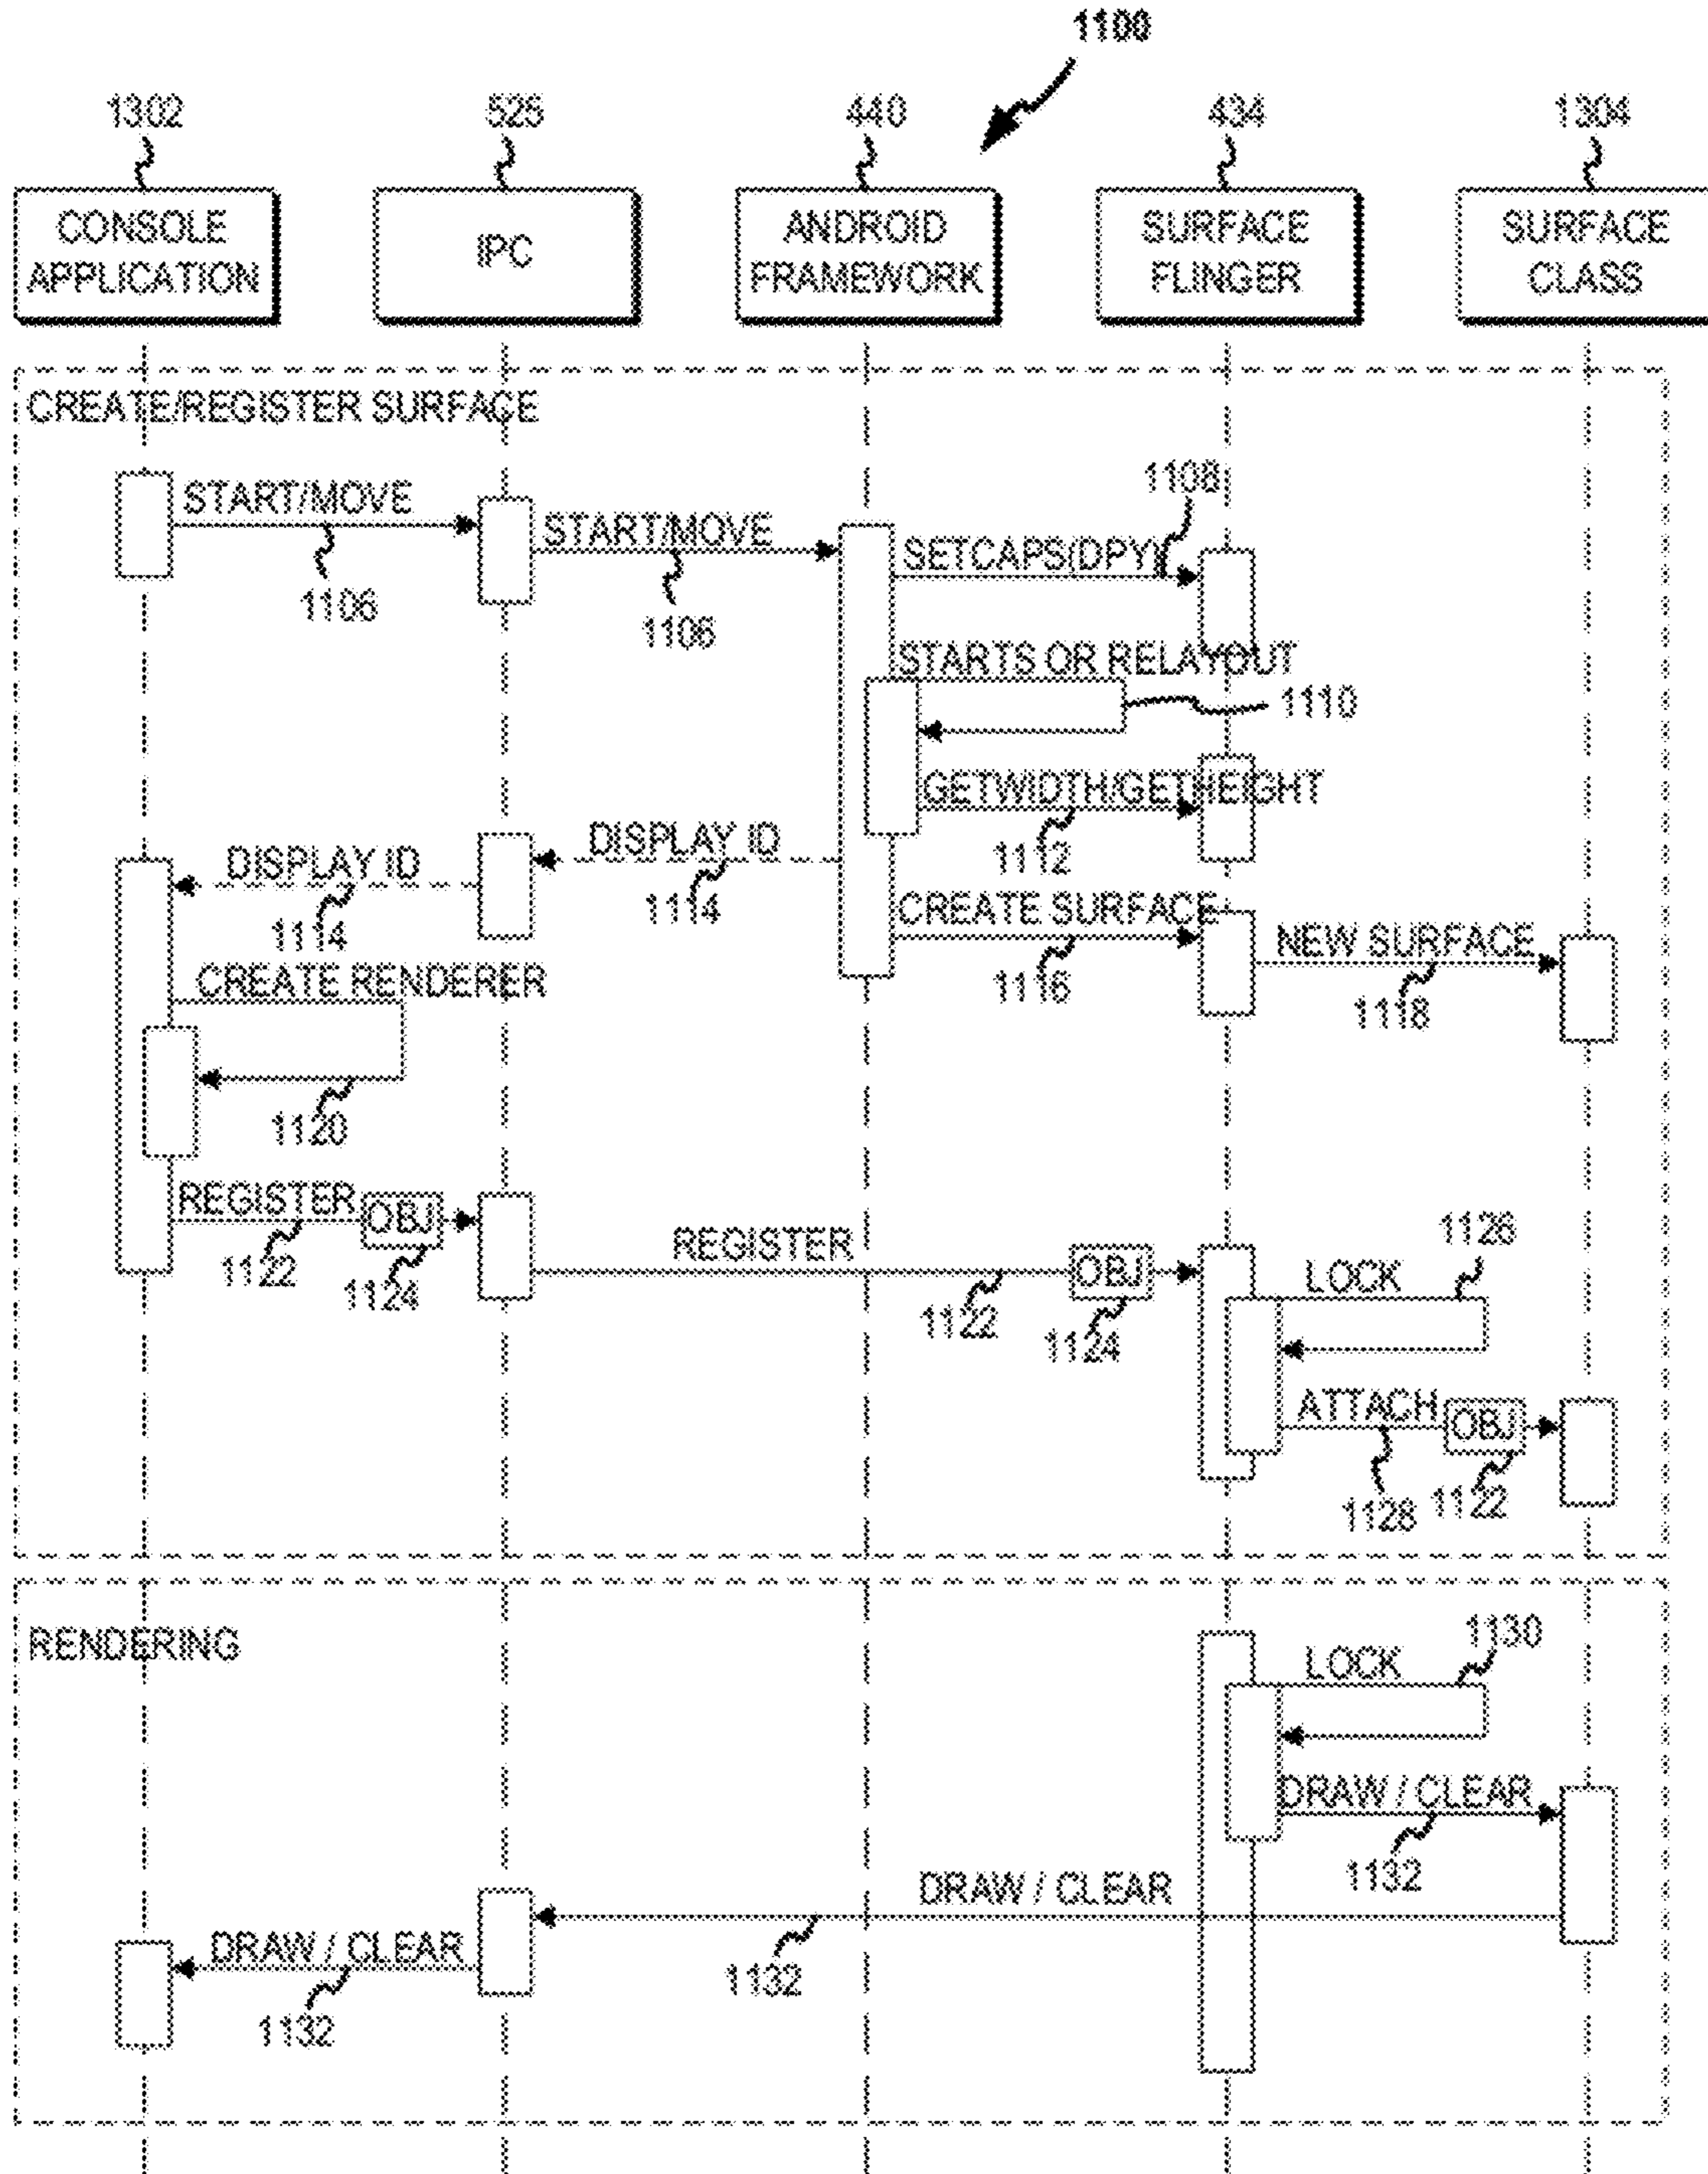 1100
1302
525
440
434
1304
CONSOLE
APPLICATION
IPC
ANDROID
FRAMEWORK
SURFACE
FLINGER
SURFACE
CLASS
CREATE/REGISTER SURFACE
START/MOVE
1106
START/MOVE
1106
SETCAPS(DPY)
1108
STARTS OR RELAYOUT
1110
GETWIDTH/GETHEIGHT
1112
DISPLAY ID
1114
DISPLAY ID
1114
CREATE SURFACE
1116
NEW SURFACE
1118
CREATE RENDERER
1120
REGISTER
OBJ
1122
1124
REGISTER
OBJ
1122
1124
LOCK
1126
ATTACH
OBJ
1128
1122
RENDERING
LOCK
1130
DRAW / CLEAR
1132
DRAW / CLEAR
1132
DRAW / CLEAR
1132